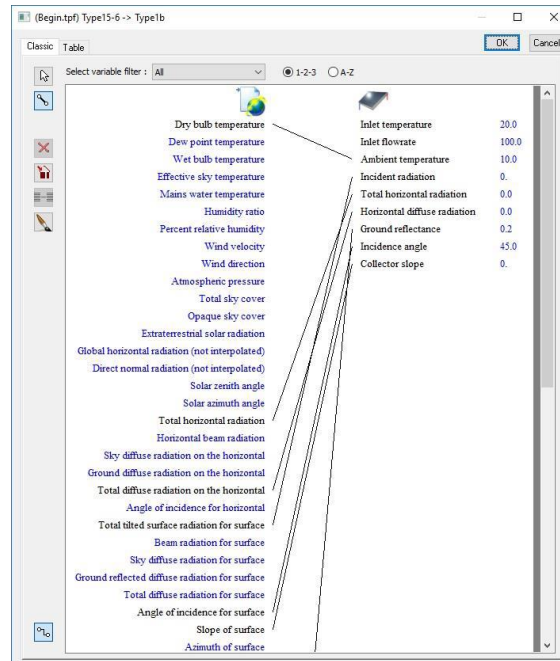 (Begin.tpf) Type15-6 -> Type1b
OK
Cancel
Classic
Table
Select variable filter :
All
1-2-3
A-Z
Dry bulb temperature
Dew point temperature
Wet bulb temperature
Effective sky temperature
Mains water temperature
Humidity ratio
Percent relative humidity
Wind velocity
Wind direction
Atmospheric pressure
Total sky cover
Opaque sky cover
Extraterrestrial solar radiation
Global horizontal radiation (not interpolated)
Direct normal radiation (not interpolated)
Solar zenith angle
Solar azimuth angle
Total horizontal radiation
Horizontal beam radiation
Sky diffuse radiation on the horizontal
Ground diffuse radiation on the horizontal
Total diffuse radiation on the horizontal
Angle of incidence for horizontal
Total tilted surface radiation for surface
Beam radiation for surface
Sky diffuse radiation for surface
Ground reflected diffuse radiation for surface
Total diffuse radiation for surface
Angle of incidence for surface
Slope of surface
Azimuth of surface
Inlet temperature 20.0
Inlet flowrate 100.0
Ambient temperature 10.0
Incident radiation 0.
Total horizontal radiation 0.0
Horizontal diffuse radiation 0.0
Ground reflectance 0.2
Incidence angle 45.0
Collector slope 0.